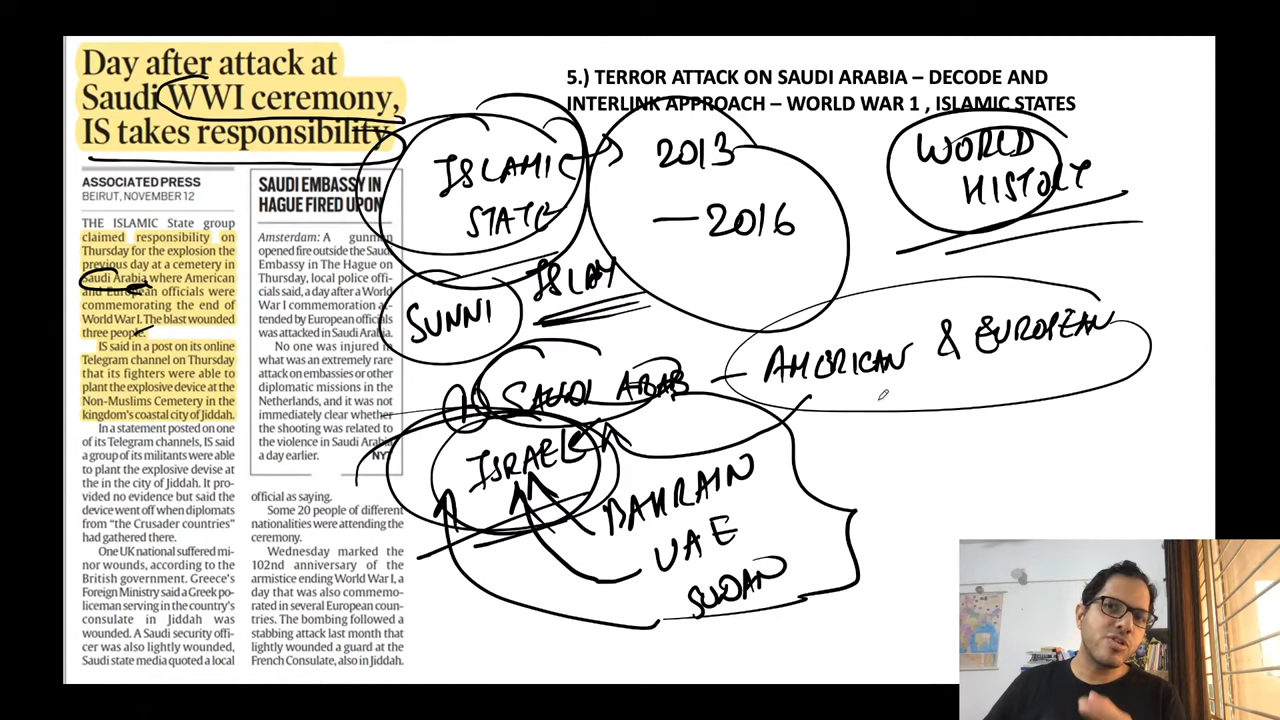 Day after attack at
Saudi WWI ceremony,
IS takes responsibility
ASSOCIATED PRESS
BEIRUT, NOVEMBER 12
THE ISLAMIC State group
claimed responsibility on
Thursday for the explosion the
previous day at a cemetery in
Saudi Arabia where American
and European officials were
commemorating the end of
World War I. The blast wounded
three people.
IS said in a post on its online
Telegram channel on Thursday
that its fighters were able to
plant the explosive device at the
Non-Muslims Cemetery in the
kingdom's coastal city of Jiddah.
In a statement posted on one
of its Telegram channels, IS said
a group of its militants were able
to plant the explosive devise at
the in the city of Jiddah. It pro-
vided no evidence but said the
device went off when diplomats
from "the Crusader countries"
had gathered there.
One UK national suffered mi-
nor wounds, according to the
British government. Greece's
Foreign Ministry said a Greek po-
liceman serving in the country's
consulate in Jiddah was
wounded. A Saudi security offi-
cer was also lightly wounded,
Saudi state media quoted a local
SAUDI EMBASSY IN
HAGUE FIRED UPON
Amsterdam: A gunman
opened fire outside the Saudi
Embassy in The Hague on
Thursday, local police offi-
cials said, a day after a World
War I commemoration at-
tended by European officials
was attacked in Saudi Arabia.
No one was injured in
what was an extremely rare
attack on embassies or other
diplomatic missions in the
Netherlands, and it was not
immediately clear whether
the shooting was related to
the violence in Saudi Arabia
a day earlier. NYT
official as saying.
Some 20 people of different
nationalities were attending the
ceremony.
Wednesday marked the
102nd anniversary of the
armistice ending World War I, a
day that was also commemo-
rated in several European coun-
tries. The bombing followed a
stabbing attack last month that
lightly wounded a guard at the
French Consulate, also in Jiddah.
5.) TERROR ATTACK ON SAUDI ARABIA – DECODE AND
INTERLINK APPROACH – WORLD WAR 1 , ISLAMIC STATES
ISLAMIC
STATE
2013
— 2016
WORLD
HISTORY
SUNNI ISLAM
SAUDI ARAB — AMERICAN & EUROPEAN
ISRAEL
BAHRAIN
UAE
SUDAN